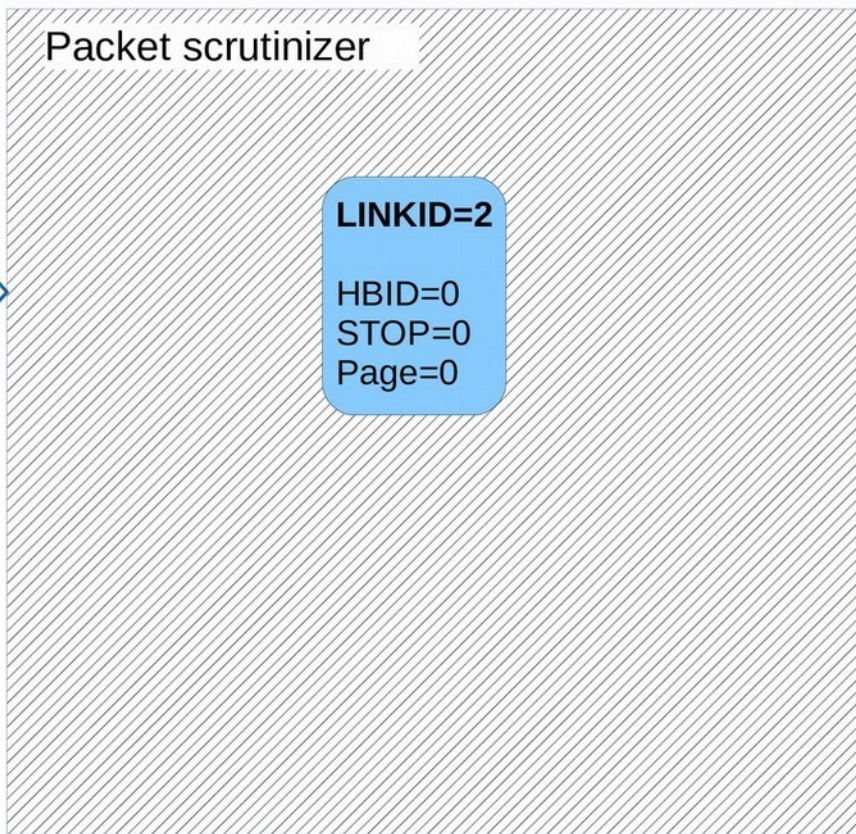 Packet scrutinizer
LINKID=2
HBID=0
STOP=0
Page=0